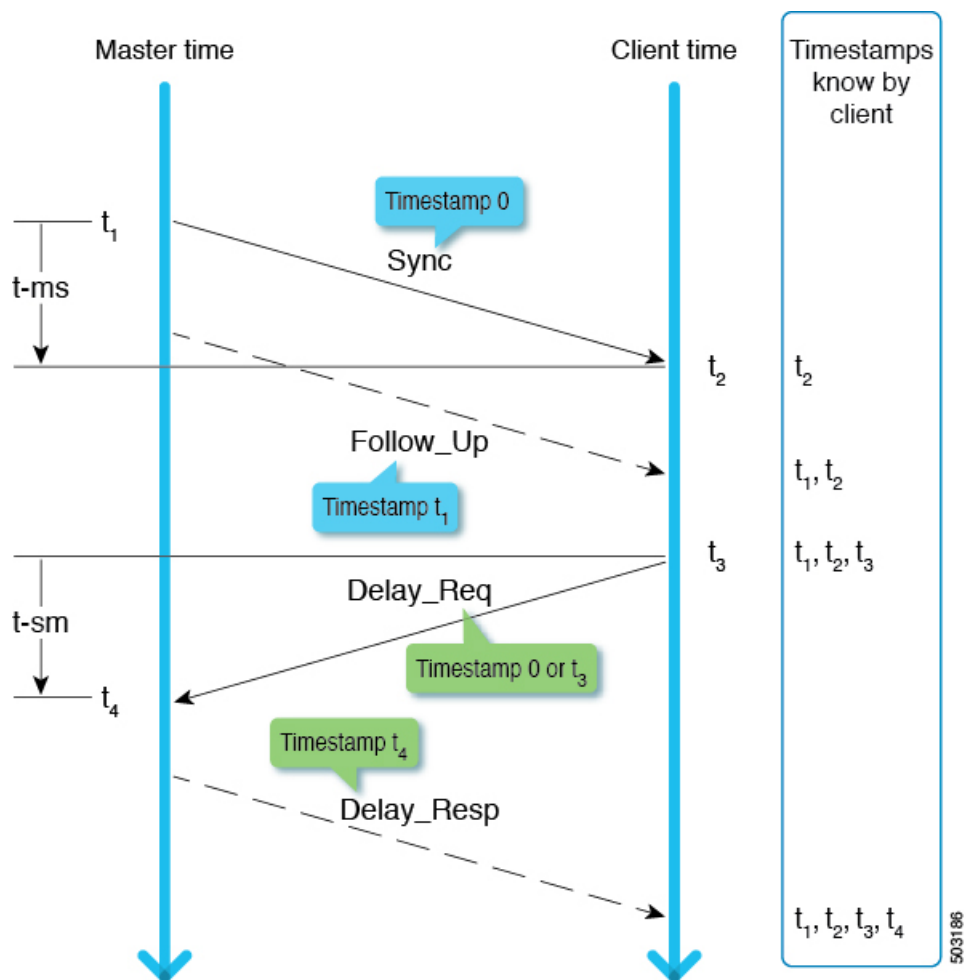 Master time
Client time
Timestamps
know by
client
Timestamp 0
t₁
Sync
t-ms
t₂
t₂
Follow_Up
t₁, t₂
Timestamp t₁
t₃
t₁, t₂, t₃
Delay_Req
t-sm
Timestamp 0 or t₃
t₄
Timestamp t₄
Delay_Resp
t₁, t₂, t₃, t₄
503186